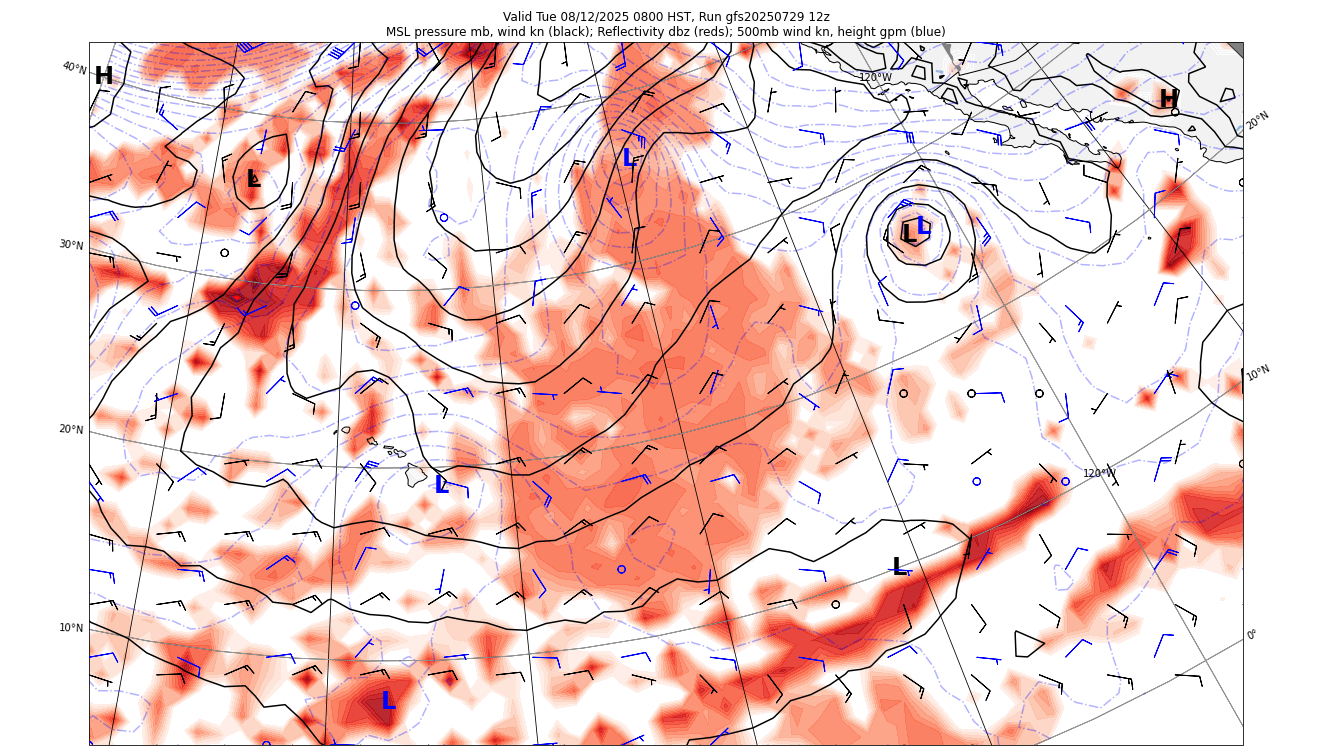 Valid Tue 08/12/2025 0800 HST, Run gfs20250729 12z
MSL pressure mb, wind kn (black); Reflectivity dbz (reds); 500mb wind kn, height gpm (blue)
40°N
H
120°W
H
20°N
L
L
30°N
L
L
10°N
20°N
L
120°W
L
10°N
0°
L